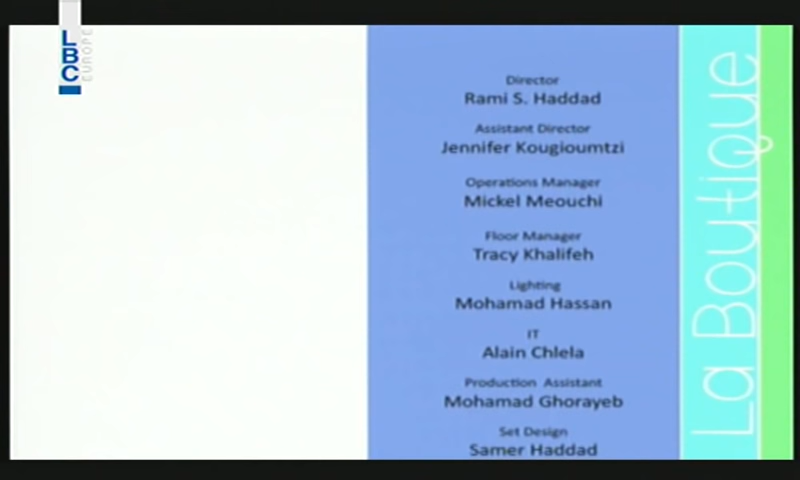 LBC
EUROPE
Director
Rami S. Haddad
Assistant Director
Jennifer Kougioumtzi
Operations Manager
Mickel Meouchi
Floor Manager
Tracy Khalifeh
Lighting
Mohamad Hassan
IT
Alain Chlela
Production Assistant
Mohamad Ghorayeb
Set Design
Samer Haddad
La Boutique